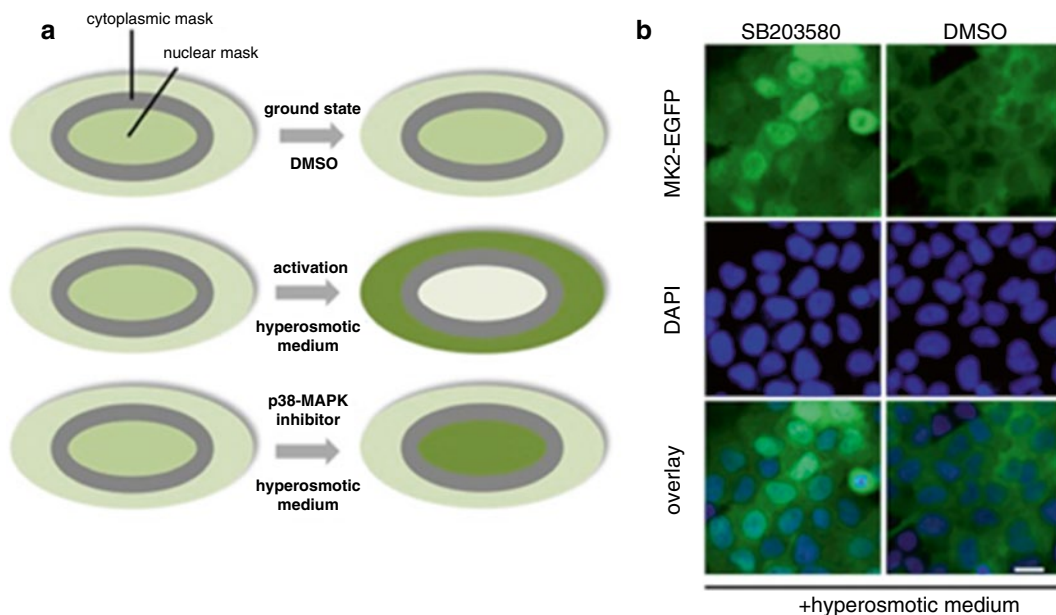 a
cytoplasmic mask
nuclear mask
ground state
DMSO
activation
hyperosmotic
medium
p38-MAPK
inhibitor
hyperosmotic
medium
b
SB203580 DMSO
MK2-EGFP
DAPI
overlay
+hyperosmotic medium